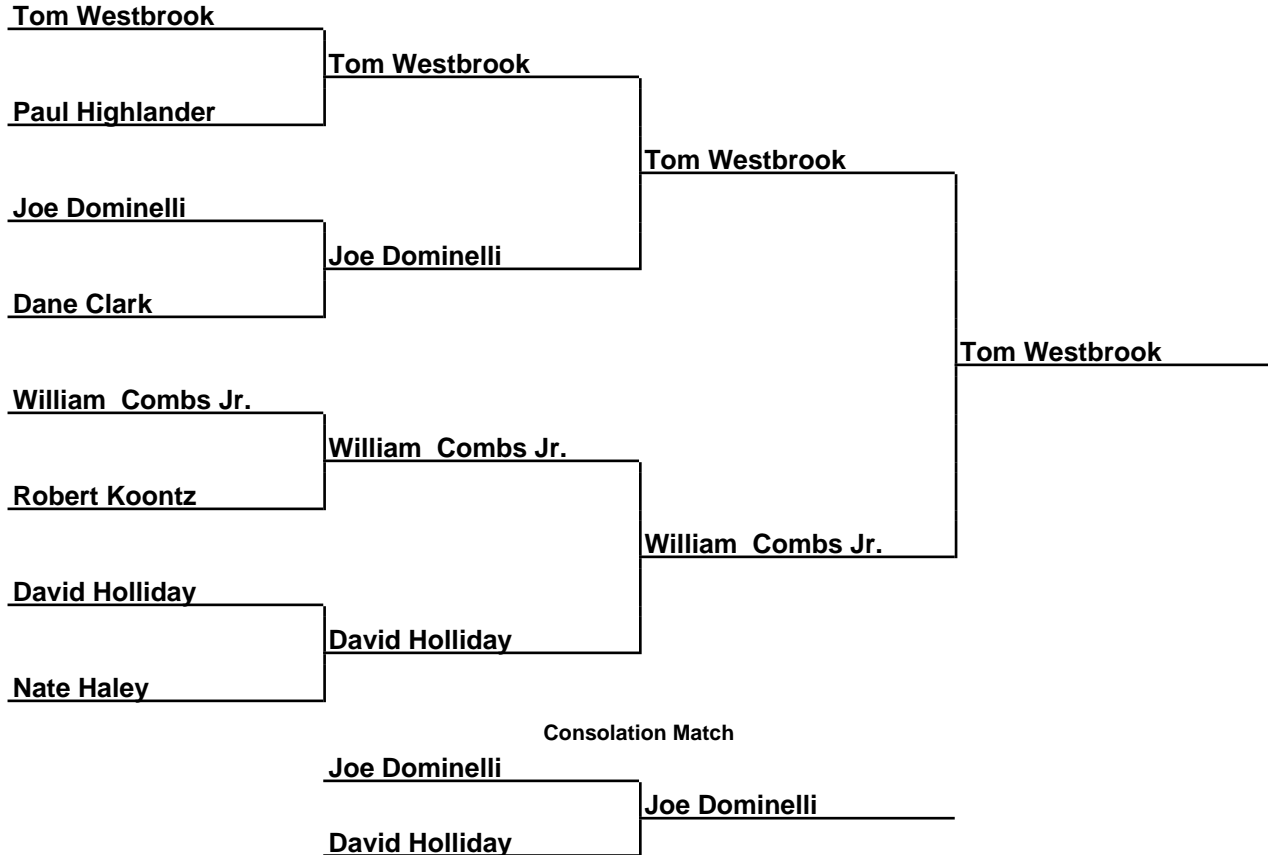 Tom Westbrook
Tom Westbrook
Paul Highlander
Tom Westbrook
Joe Dominelli
Joe Dominelli
Dane Clark
Tom Westbrook
William  Combs Jr.
William  Combs Jr.
Robert Koontz
William  Combs Jr.
David Holliday
David Holliday
Nate Haley
Consolation Match
Joe Dominelli
Joe Dominelli
David Holliday